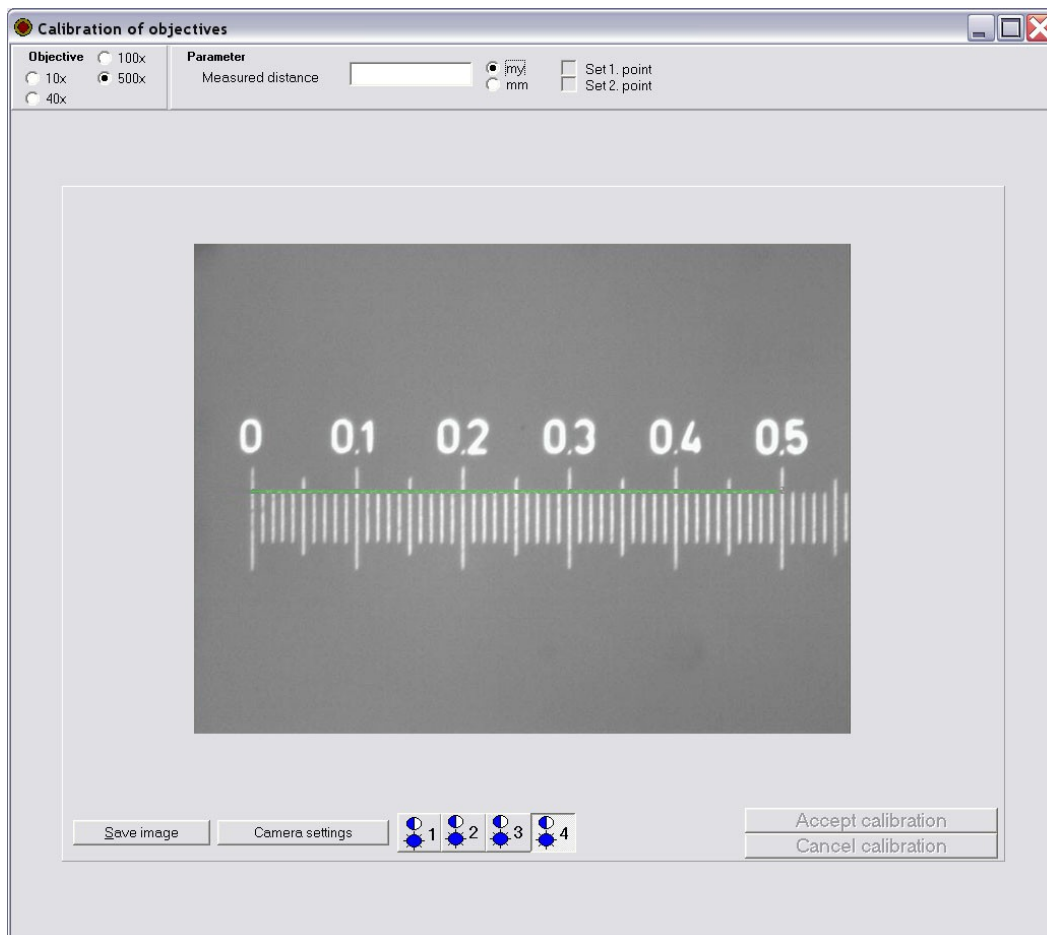 Calibration of objectives
Objective
100x
10x
500x
40x
Parameter
Measured distance
my
mm
Set 1. point
Set 2. point
0 0.1 0.2 0.3 0.4 0.5
Save image
Camera settings
1 2 3 4
Accept calibration
Cancel calibration